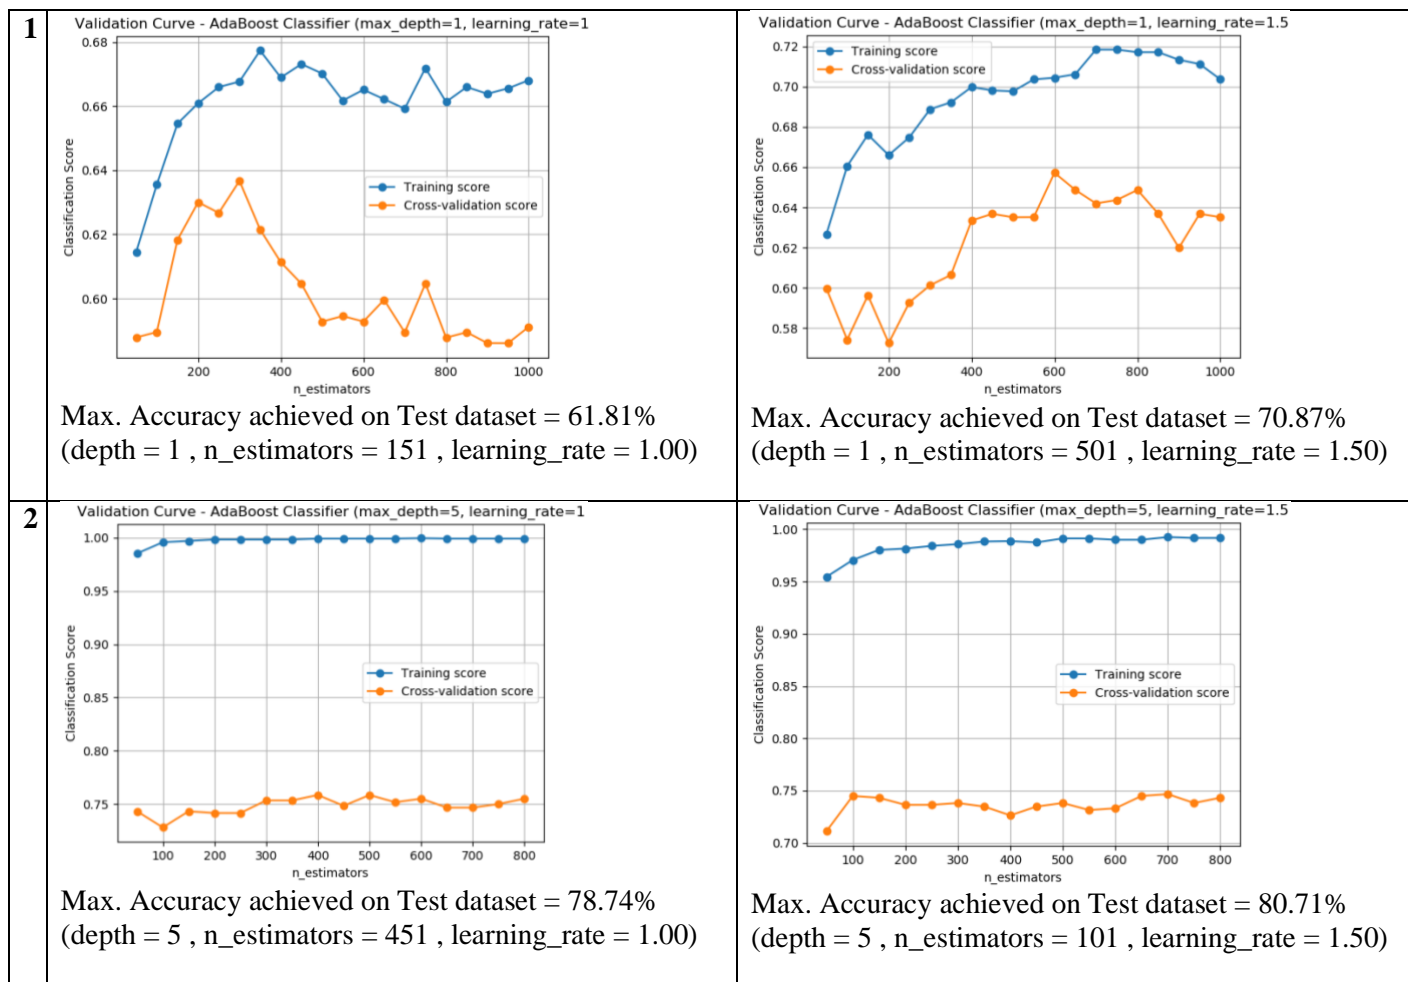 1
Validation Curve - AdaBoost Classifier (max_depth=1, learning_rate=1
0.68
0.66
0.64
0.62
0.60
Classification Score
Training score
Cross-validation score
200 400 600 800 1000
n_estimators
Max. Accuracy achieved on Test dataset = 61.81%
(depth = 1 , n_estimators = 151 , learning_rate = 1.00)
Validation Curve - AdaBoost Classifier (max_depth=1, learning_rate=1.5
0.72
0.70
0.68
0.66
0.64
0.62
0.60
0.58
Classification Score
Training score
Cross-validation score
200 400 600 800 1000
n_estimators
Max. Accuracy achieved on Test dataset = 70.87%
(depth = 1 , n_estimators = 501 , learning_rate = 1.50)
2
Validation Curve - AdaBoost Classifier (max_depth=5, learning_rate=1
1.00
0.95
0.90
0.85
0.80
0.75
Classification Score
Training score
Cross-validation score
100 200 300 400 500 600 700 800
n_estimators
Max. Accuracy achieved on Test dataset = 78.74%
(depth = 5 , n_estimators = 451 , learning_rate = 1.00)
Validation Curve - AdaBoost Classifier (max_depth=5, learning_rate=1.5
1.00
0.95
0.90
0.85
0.80
0.75
0.70
Classification Score
Training score
Cross-validation score
100 200 300 400 500 600 700 800
n_estimators
Max. Accuracy achieved on Test dataset = 80.71%
(depth = 5 , n_estimators = 101 , learning_rate = 1.50)